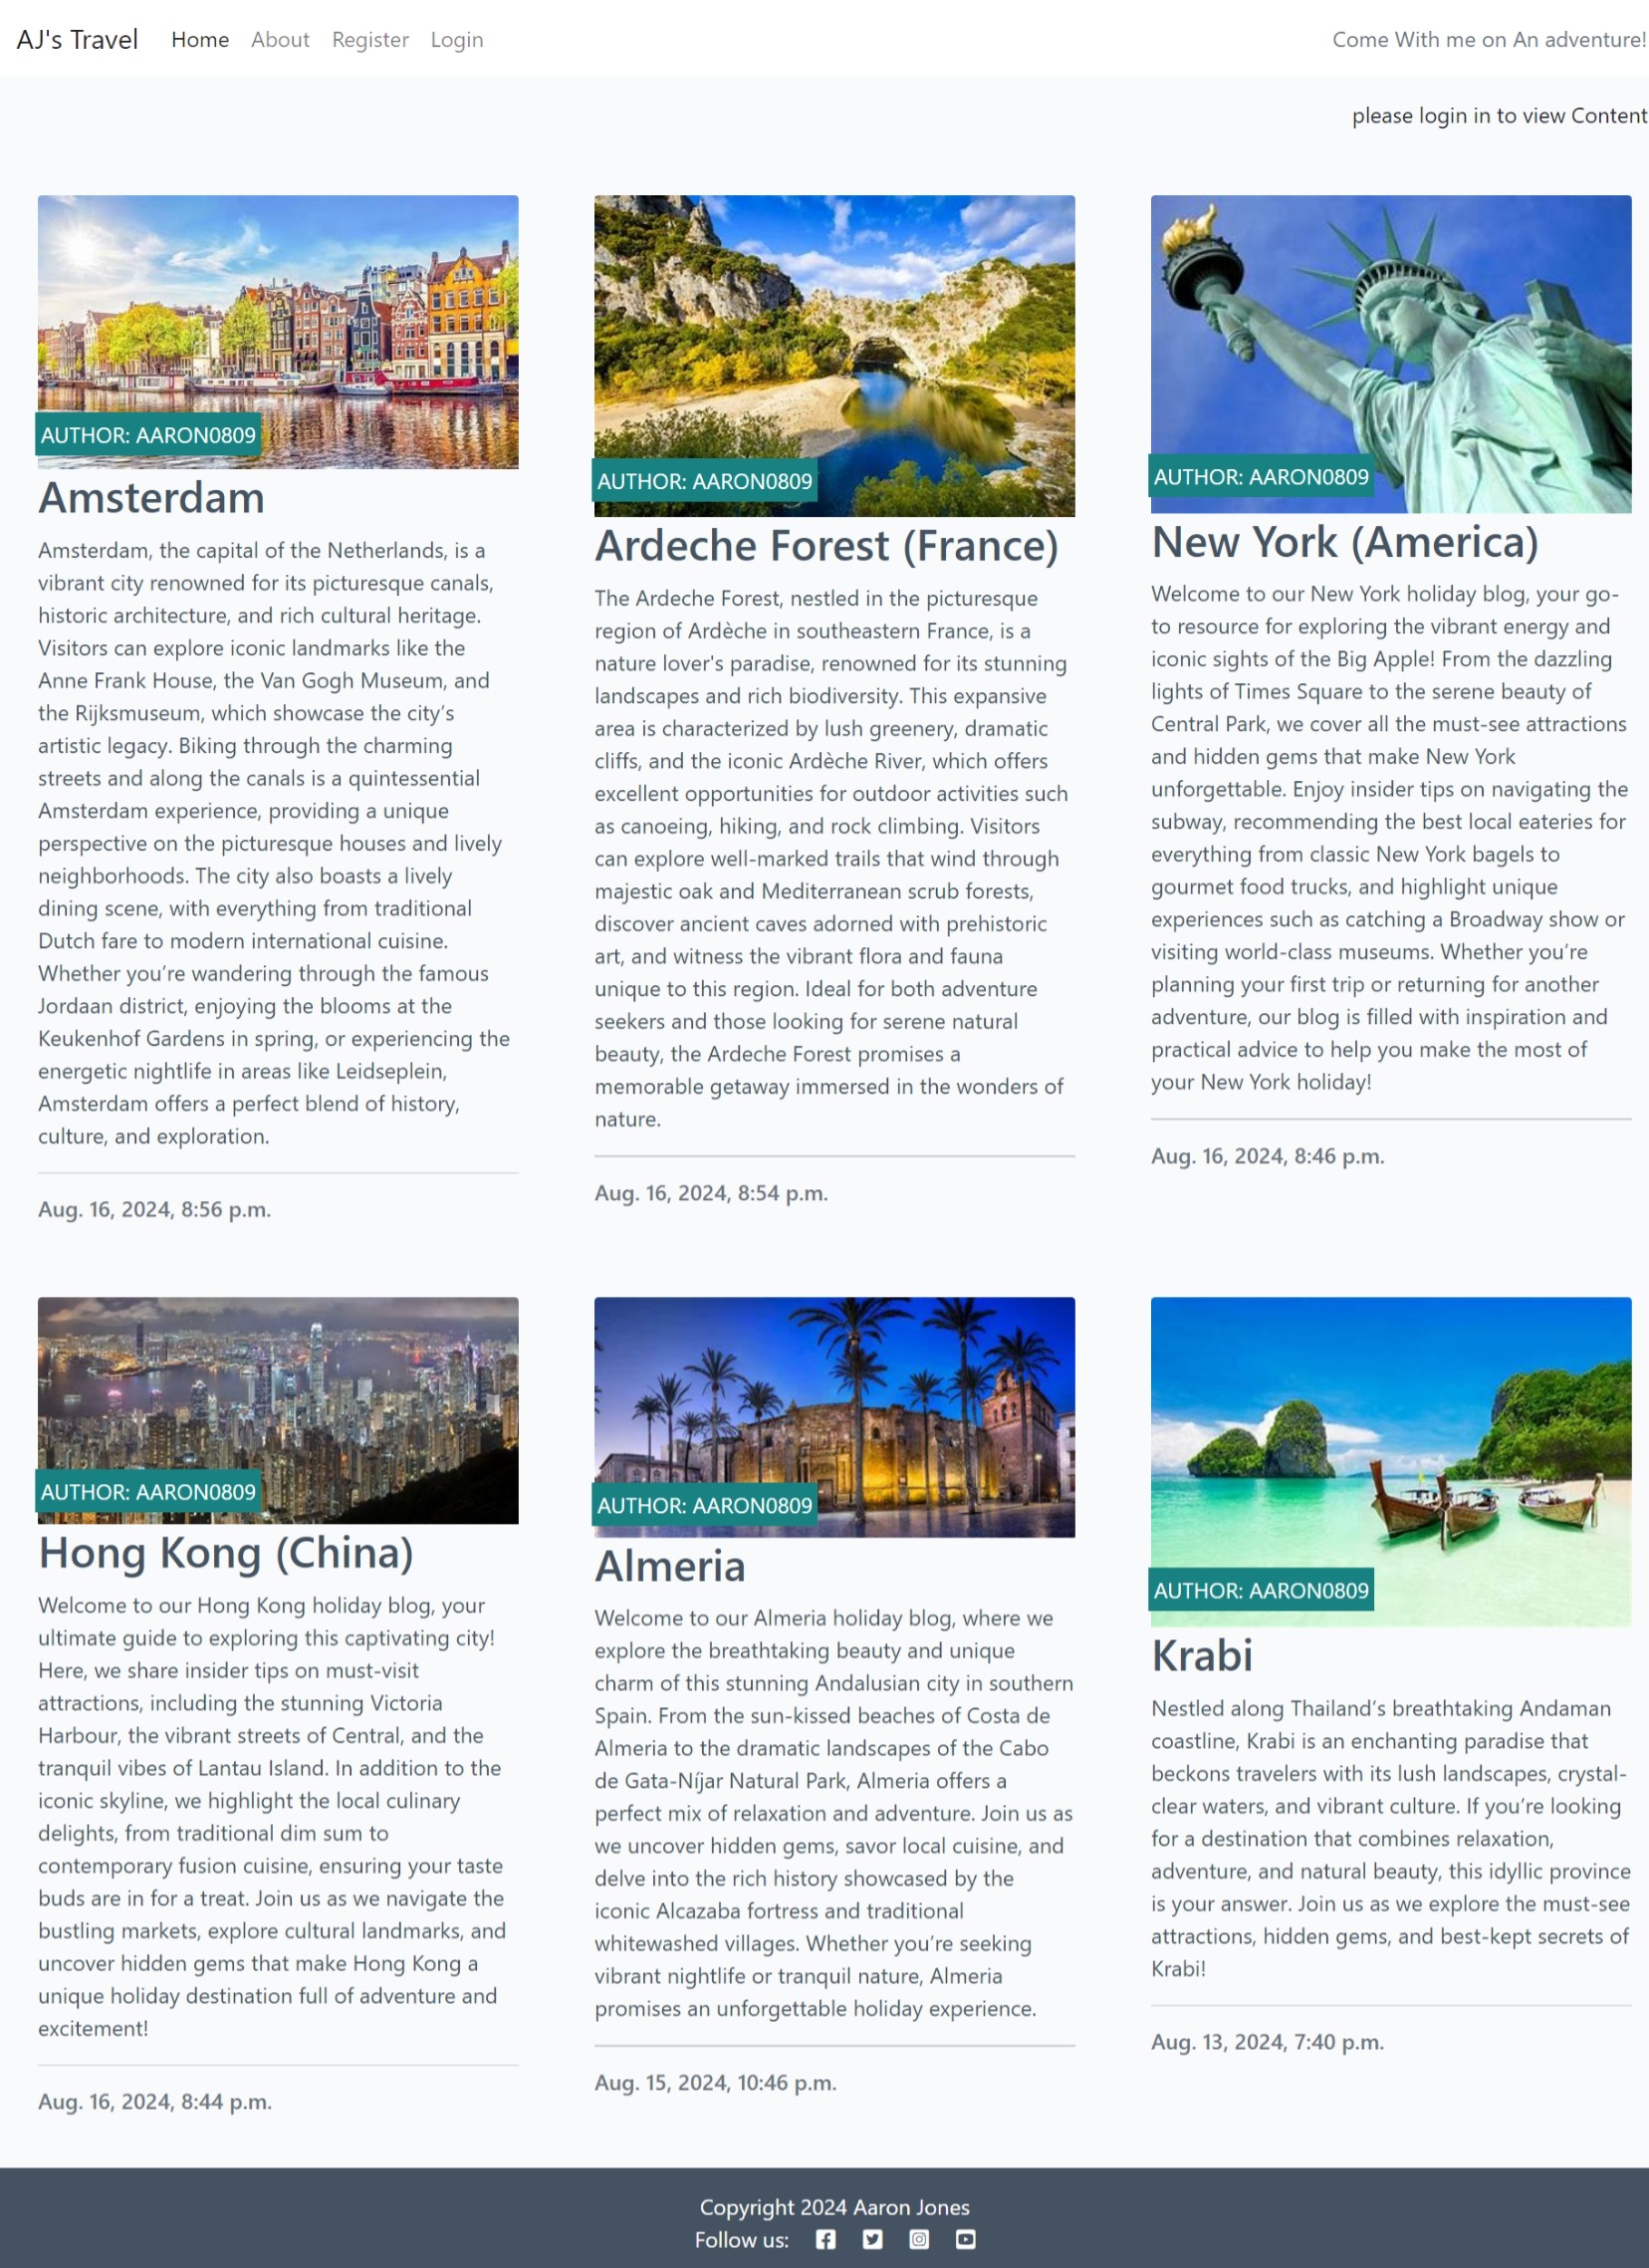 AJ's Travel Home About Register Login Come With me on An adventure!
please login in to view Content
AUTHOR: AARON0809
Amsterdam
Amsterdam, the capital of the Netherlands, is a
vibrant city renowned for its picturesque canals,
historic architecture, and rich cultural heritage.
Visitors can explore iconic landmarks like the
Anne Frank House, the Van Gogh Museum, and
the Rijksmuseum, which showcase the city’s
artistic legacy. Biking through the charming
streets and along the canals is a quintessential
Amsterdam experience, providing a unique
perspective on the picturesque houses and lively
neighborhoods. The city also boasts a lively
dining scene, with everything from traditional
Dutch fare to modern international cuisine.
Whether you’re wandering through the famous
Jordaan district, enjoying the blooms at the
Keukenhof Gardens in spring, or experiencing the
energetic nightlife in areas like Leidseplein,
Amsterdam offers a perfect blend of history,
culture, and exploration.
Aug. 16, 2024, 8:56 p.m.
AUTHOR: AARON0809
Ardeche Forest (France)
The Ardeche Forest, nestled in the picturesque
region of Ardèche in southeastern France, is a
nature lover's paradise, renowned for its stunning
landscapes and rich biodiversity. This expansive
area is characterized by lush greenery, dramatic
cliffs, and the iconic Ardèche River, which offers
excellent opportunities for outdoor activities such
as canoeing, hiking, and rock climbing. Visitors
can explore well-marked trails that wind through
majestic oak and Mediterranean scrub forests,
discover ancient caves adorned with prehistoric
art, and witness the vibrant flora and fauna
unique to this region. Ideal for both adventure
seekers and those looking for serene natural
beauty, the Ardeche Forest promises a
memorable getaway immersed in the wonders of
nature.
Aug. 16, 2024, 8:54 p.m.
AUTHOR: AARON0809
New York (America)
Welcome to our New York holiday blog, your go-
to resource for exploring the vibrant energy and
iconic sights of the Big Apple! From the dazzling
lights of Times Square to the serene beauty of
Central Park, we cover all the must-see attractions
and hidden gems that make New York
unforgettable. Enjoy insider tips on navigating the
subway, recommending the best local eateries for
everything from classic New York bagels to
gourmet food trucks, and highlight unique
experiences such as catching a Broadway show or
visiting world-class museums. Whether you’re
planning your first trip or returning for another
adventure, our blog is filled with inspiration and
practical advice to help you make the most of
your New York holiday!
Aug. 16, 2024, 8:46 p.m.
AUTHOR: AARON0809
Hong Kong (China)
Welcome to our Hong Kong holiday blog, your
ultimate guide to exploring this captivating city!
Here, we share insider tips on must-visit
attractions, including the stunning Victoria
Harbour, the vibrant streets of Central, and the
tranquil vibes of Lantau Island. In addition to the
iconic skyline, we highlight the local culinary
delights, from traditional dim sum to
contemporary fusion cuisine, ensuring your taste
buds are in for a treat. Join us as we navigate the
bustling markets, explore cultural landmarks, and
uncover hidden gems that make Hong Kong a
unique holiday destination full of adventure and
excitement!
Aug. 16, 2024, 8:44 p.m.
AUTHOR: AARON0809
Almeria
Welcome to our Almeria holiday blog, where we
explore the breathtaking beauty and unique
charm of this stunning Andalusian city in southern
Spain. From the sun-kissed beaches of Costa de
Almeria to the dramatic landscapes of the Cabo
de Gata-Níjar Natural Park, Almeria offers a
perfect mix of relaxation and adventure. Join us as
we uncover hidden gems, savor local cuisine, and
delve into the rich history showcased by the
iconic Alcazaba fortress and traditional
whitewashed villages. Whether you’re seeking
vibrant nightlife or tranquil nature, Almeria
promises an unforgettable holiday experience.
Aug. 15, 2024, 10:46 p.m.
AUTHOR: AARON0809
Krabi
Nestled along Thailand’s breathtaking Andaman
coastline, Krabi is an enchanting paradise that
beckons travelers with its lush landscapes, crystal-
clear waters, and vibrant culture. If you’re looking
for a destination that combines relaxation,
adventure, and natural beauty, this idyllic province
is your answer. Join us as we explore the must-see
attractions, hidden gems, and best-kept secrets of
Krabi!
Aug. 13, 2024, 7:40 p.m.
Copyright 2024 Aaron Jones
Follow us: